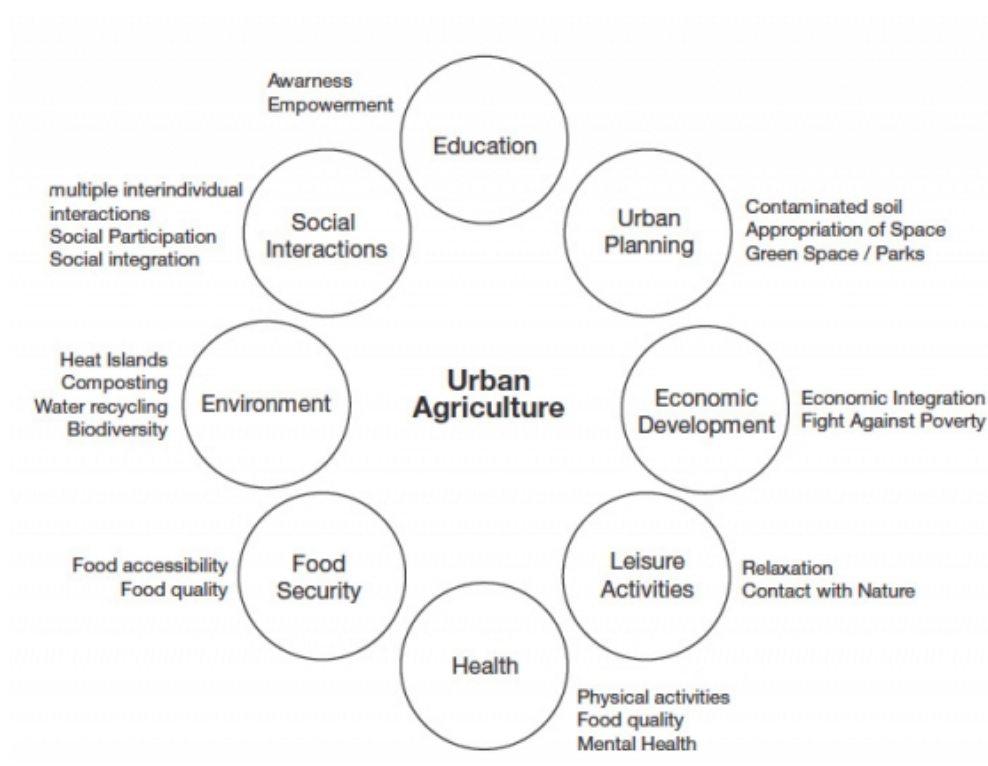 Awarness
Empowerment
Education
multiple interindividual
interactions
Social Participation
Social integration
Social
Interactions
Urban
Planning
Contaminated soil
Appropriation of Space
Green Space / Parks
Heat Islands
Composting
Water recycling
Biodiversity
Environment
Urban
Agriculture
Economic
Development
Economic Integration
Fight Against Poverty
Food accessibility
Food quality
Food
Security
Leisure
Activities
Relaxation
Contact with Nature
Health
Physical activities
Food quality
Mental Health